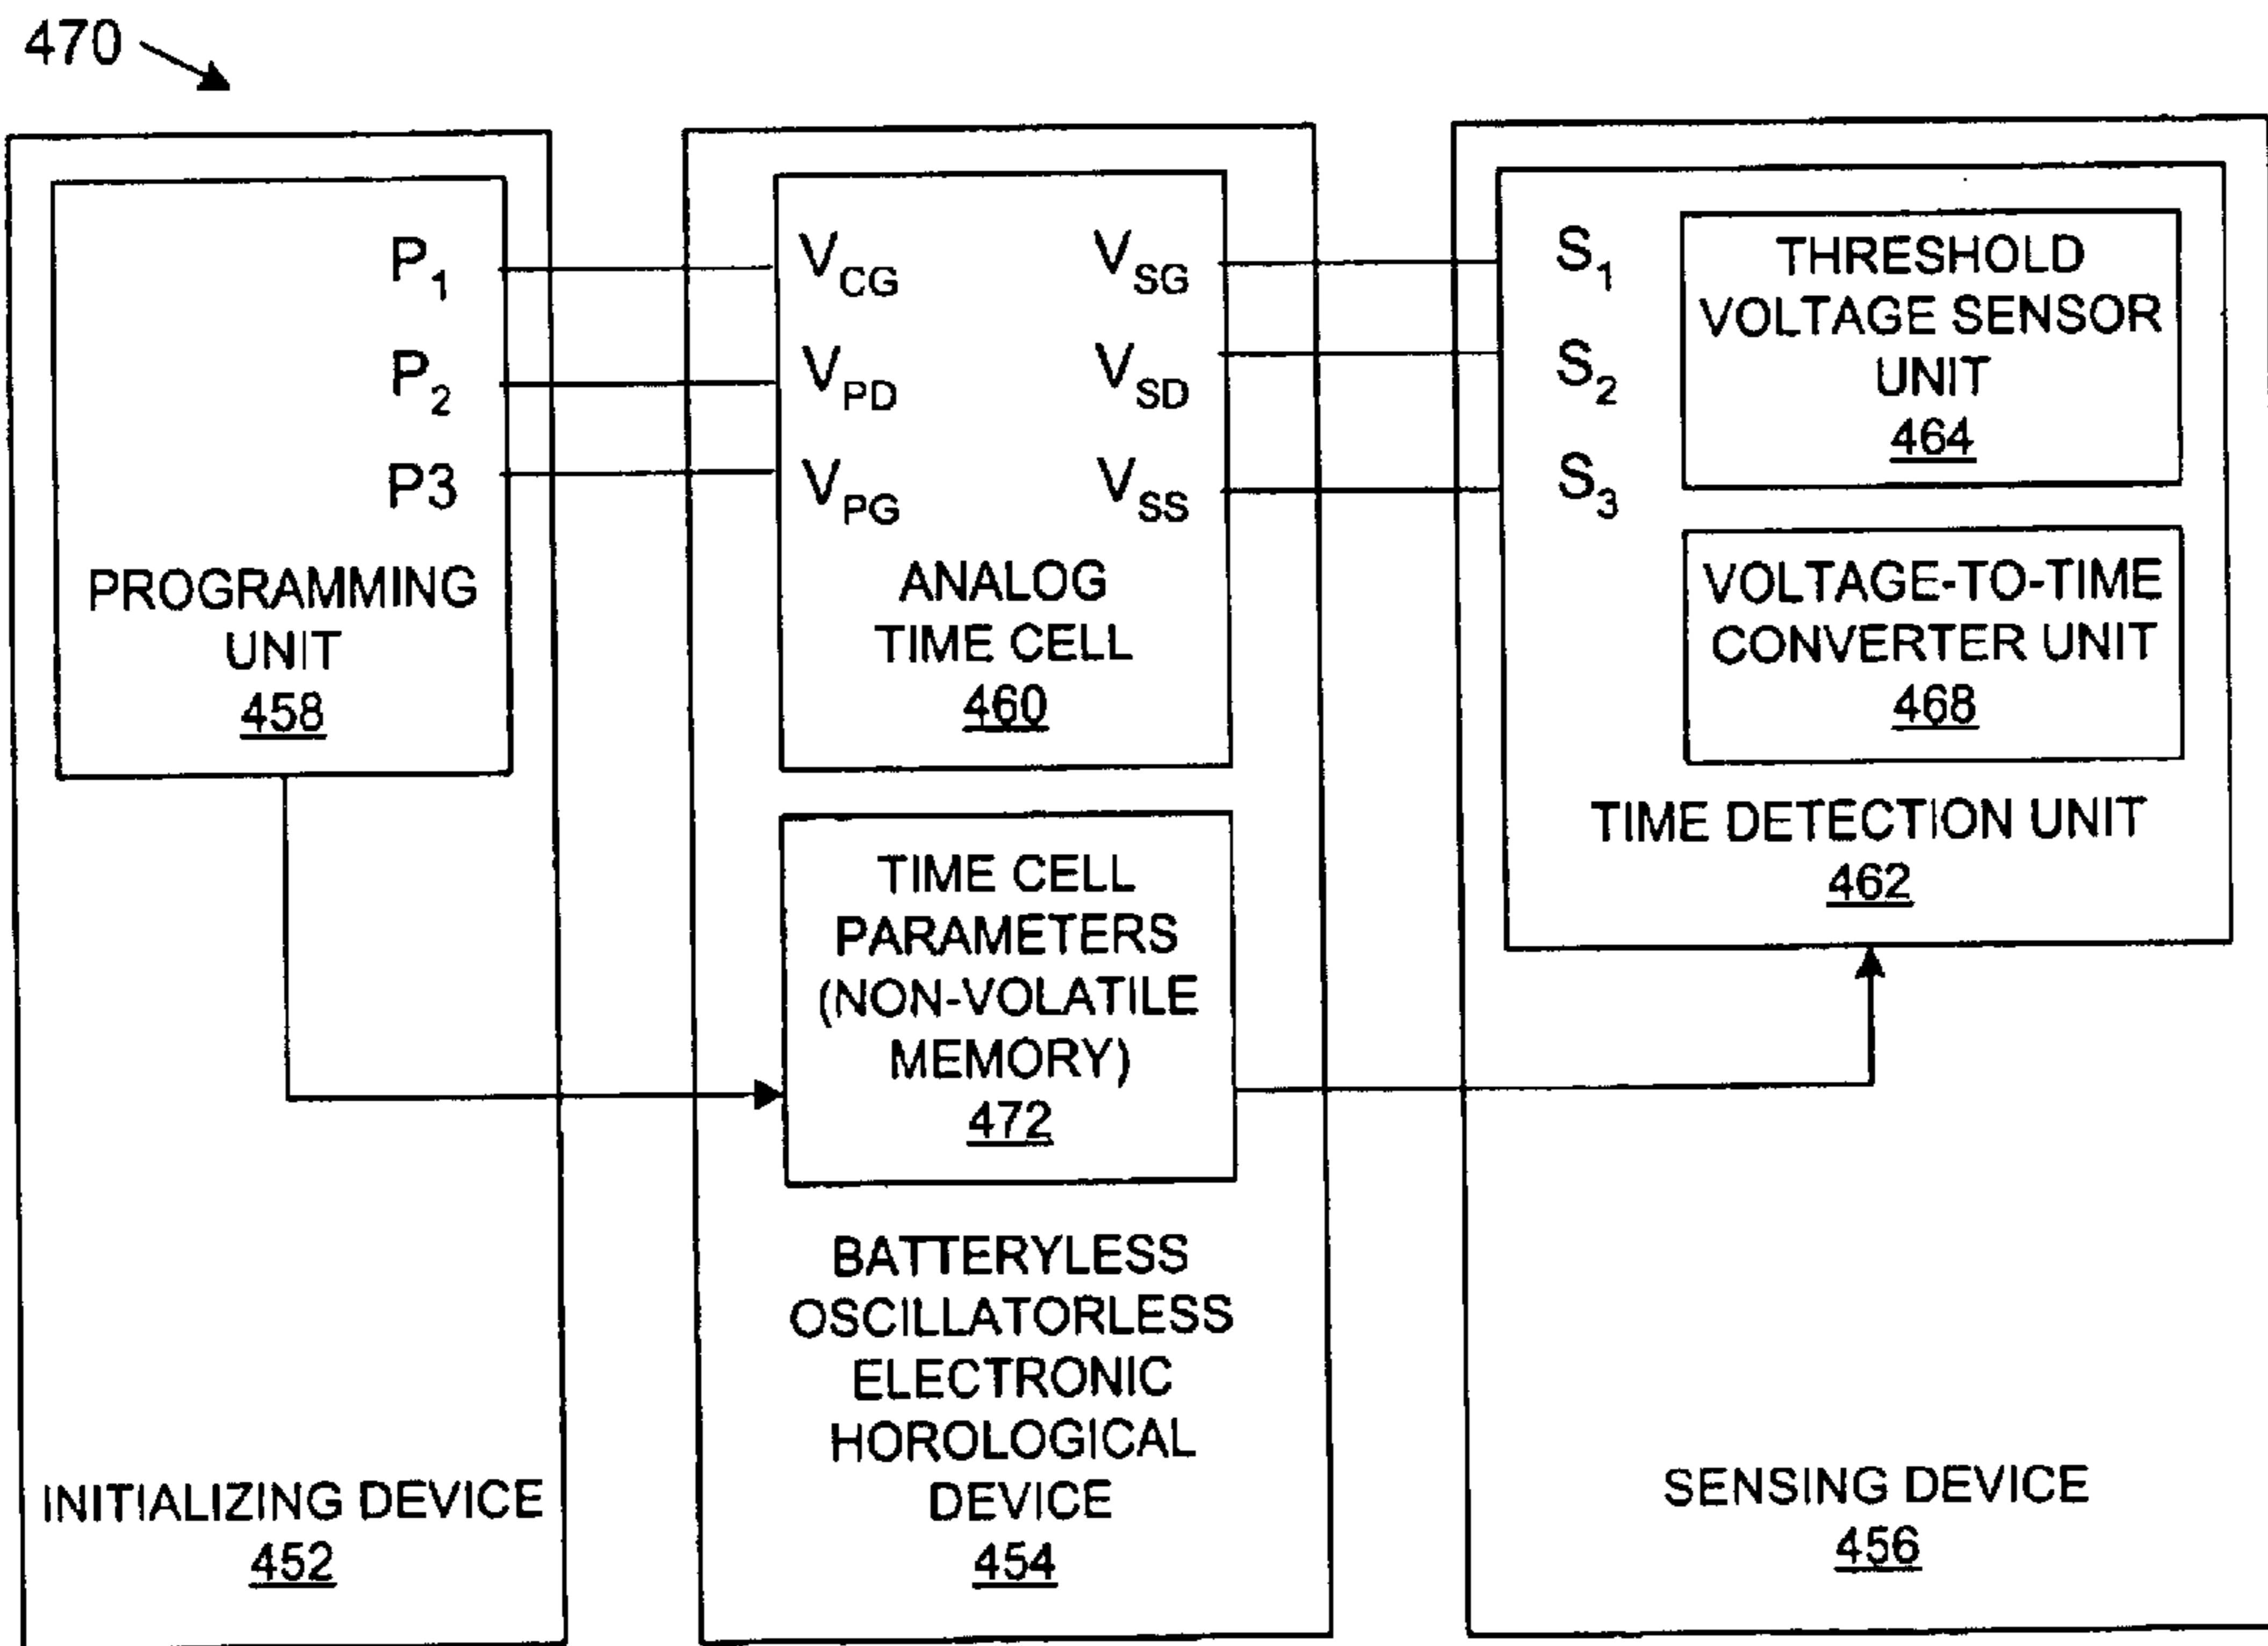 470
P1
P2
P3
PROGRAMMING
UNIT
458
INITIALIZING DEVICE
452
VCG
VPD
VPG
VSG
VSD
VSS
ANALOG
TIME CELL
460
TIME CELL
PARAMETERS
(NON-VOLATILE
MEMORY)
472
BATTERYLESS
OSCILLATORLESS
ELECTRONIC
HOROLOGICAL
DEVICE
454
S1
S2
S3
THRESHOLD
VOLTAGE SENSOR
UNIT
464
VOLTAGE-TO-TIME
CONVERTER UNIT
468
TIME DETECTION UNIT
462
SENSING DEVICE
456